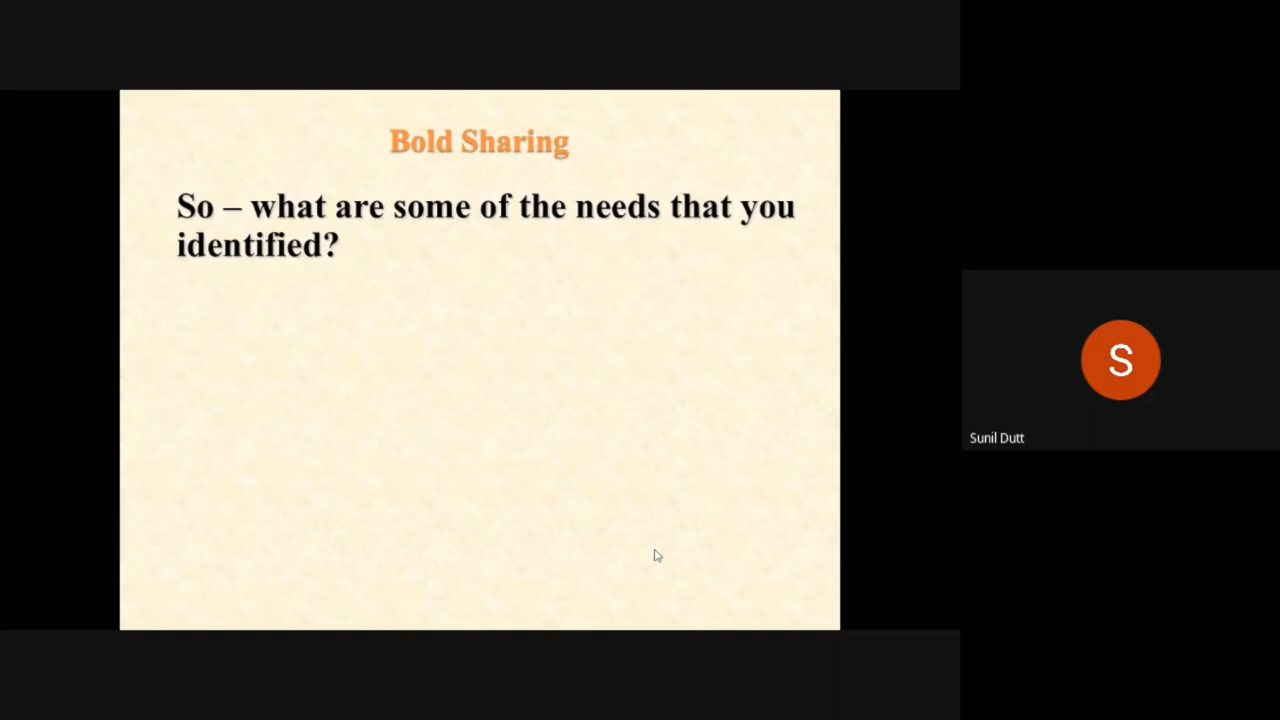 Bold Sharing
So – what are some of the needs that you
identified?
S
Sunil Dutt